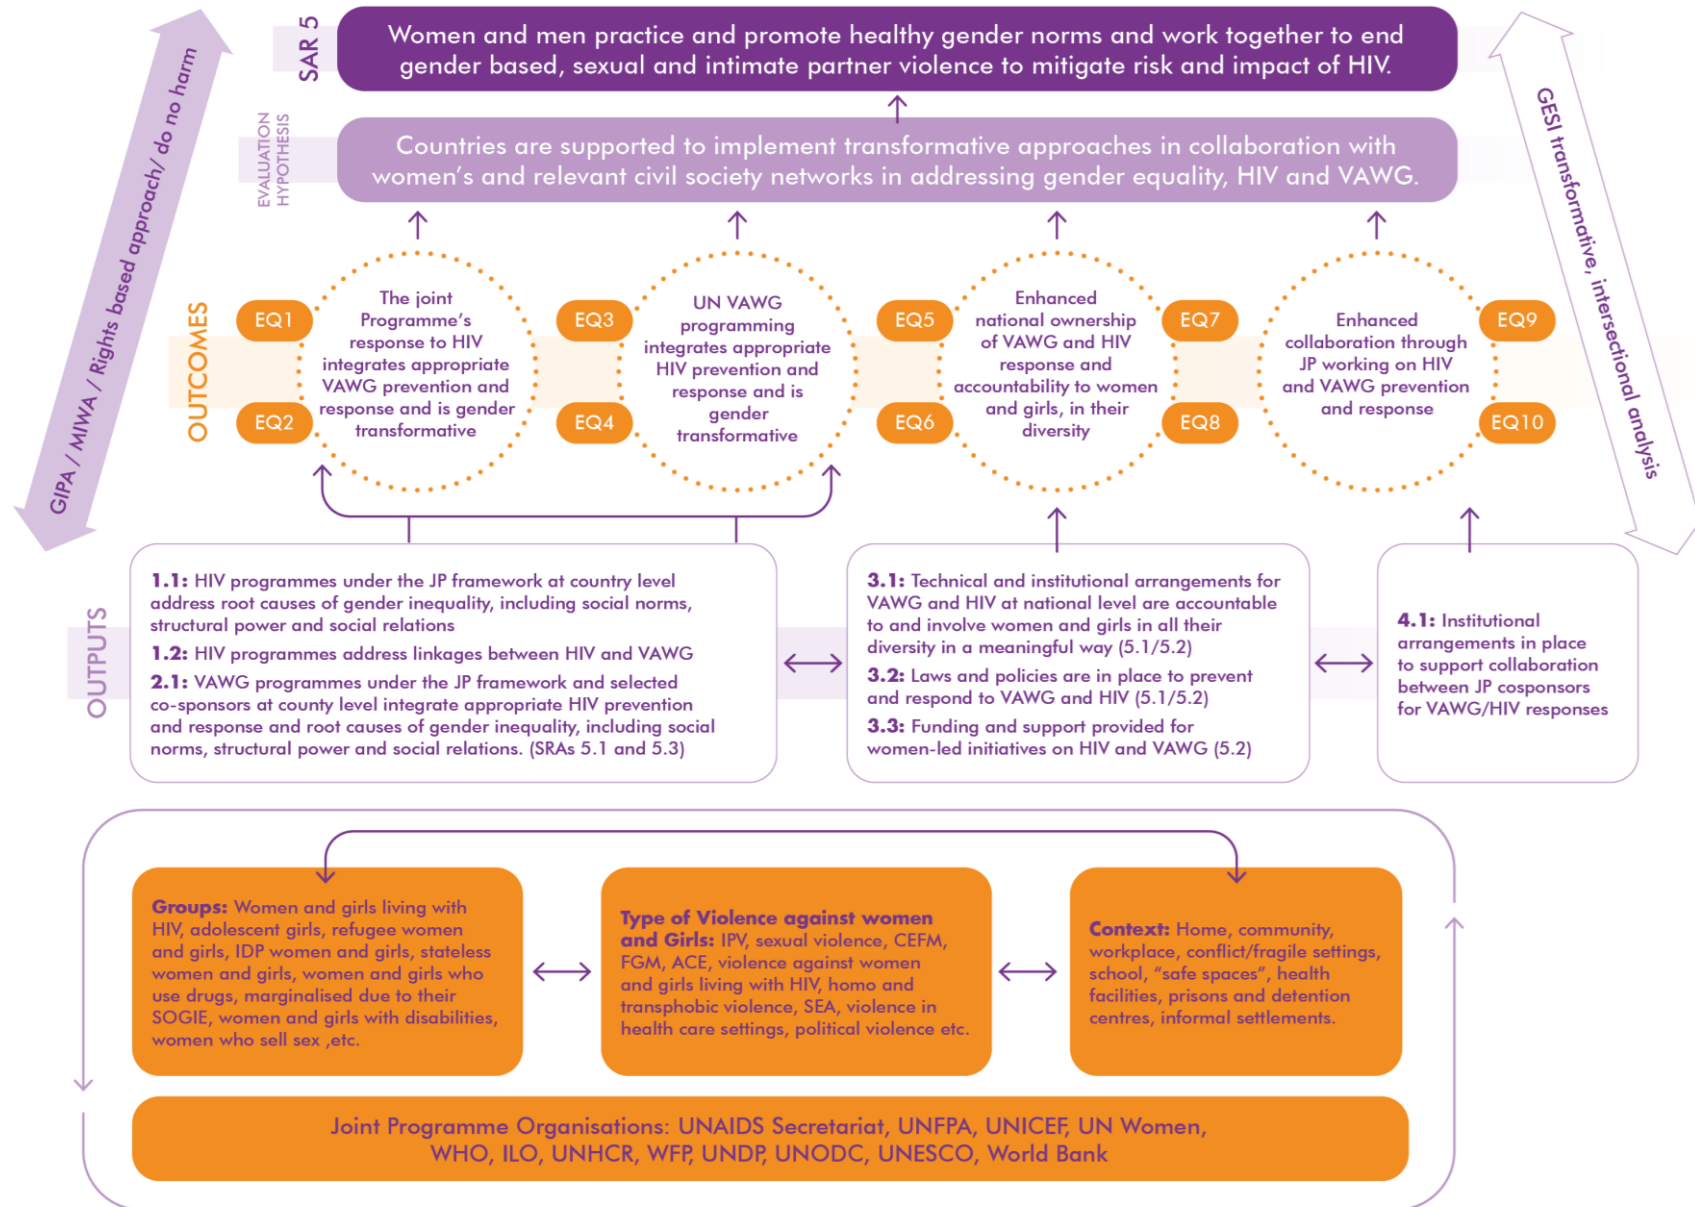 SAR 5
Women and men practice and promote healthy gender norms and work together to end
gender based, sexual and intimate partner violence to mitigate risk and impact of HIV.
EVALUATION
HYPOTHESIS
Countries are supported to implement transformative approaches in collaboration with
women's and relevant civil society networks in addressing gender equality, HIV and VAWG.
GIPA / MIWA / Rights based approach/ do no harm
GESI transformative, intersectional analysis
OUTCOMES
EQ1
EQ2
The joint
Programme's
response to HIV
integrates appropriate
VAWG prevention and
response and is gender
transformative
EQ3
EQ4
UN VAWG
programming
integrates appropriate
HIV prevention and
response and is
gender
transformative
EQ5
EQ6
Enhanced
national ownership
of VAWG and HIV
response and
accountability to women
and girls, in their
diversity
EQ7
EQ8
Enhanced
collaboration through
JP working on HIV
and VAWG prevention
and response
EQ9
EQ10
OUTPUTS
1.1: HIV programmes under the JP framework at country level
address root causes of gender inequality, including social norms,
structural power and social relations
1.2: HIV programmes address linkages between HIV and VAWG
2.1: VAWG programmes under the JP framework and selected
co-sponsors at county level integrate appropriate HIV prevention
and response and root causes of gender inequality, including social
norms, structural power and social relations. (SRAs 5.1 and 5.3)
3.1: Technical and institutional arrangements for
VAWG and HIV at national level are accountable
to and involve women and girls in all their
diversity in a meaningful way (5.1/5.2)
3.2: Laws and policies are in place to prevent
and respond to VAWG and HIV (5.1/5.2)
3.3: Funding and support provided for
women-led initiatives on HIV and VAWG (5.2)
4.1: Institutional
arrangements in place
to support collaboration
between JP cosponsors
for VAWG/HIV responses
Groups: Women and girls living with
HIV, adolescent girls, refugee women
and girls, IDP women and girls, stateless
women and girls, women and girls who
use drugs, marginalised due to their
SOGIE, women and girls with disabilities,
women who sell sex ,etc.
Type of Violence against women
and Girls: IPV, sexual violence, CEFM,
FGM, ACE, violence against women
and girls living with HIV, homo and
transphobic violence, SEA, violence in
health care settings, political violence etc.
Context: Home, community,
workplace, conflict/fragile settings,
school, "safe spaces", health
facilities, prisons and detention
centres, informal settlements.
Joint Programme Organisations: UNAIDS Secretariat, UNFPA, UNICEF, UN Women,
WHO, ILO, UNHCR, WFP, UNDP, UNODC, UNESCO, World Bank